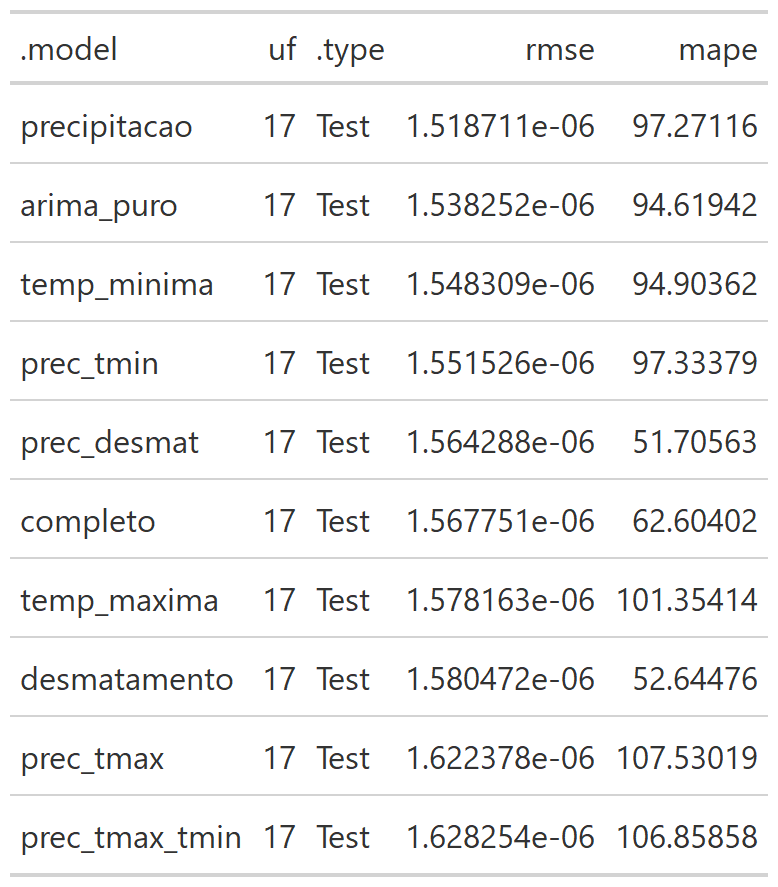 .model uf .type rmse mape
precipitacao 17 Test 1.518711e-06 97.27116
arima_puro 17 Test 1.538252e-06 94.61942
temp_minima 17 Test 1.548309e-06 94.90362
prec_tmin 17 Test 1.551526e-06 97.33379
prec_desmat 17 Test 1.564288e-06 51.70563
completo 17 Test 1.567751e-06 62.60402
temp_maxima 17 Test 1.578163e-06 101.35414
desmatamento 17 Test 1.580472e-06 52.64476
prec_tmax 17 Test 1.622378e-06 107.53019
prec_tmax_tmin 17 Test 1.628254e-06 106.85858